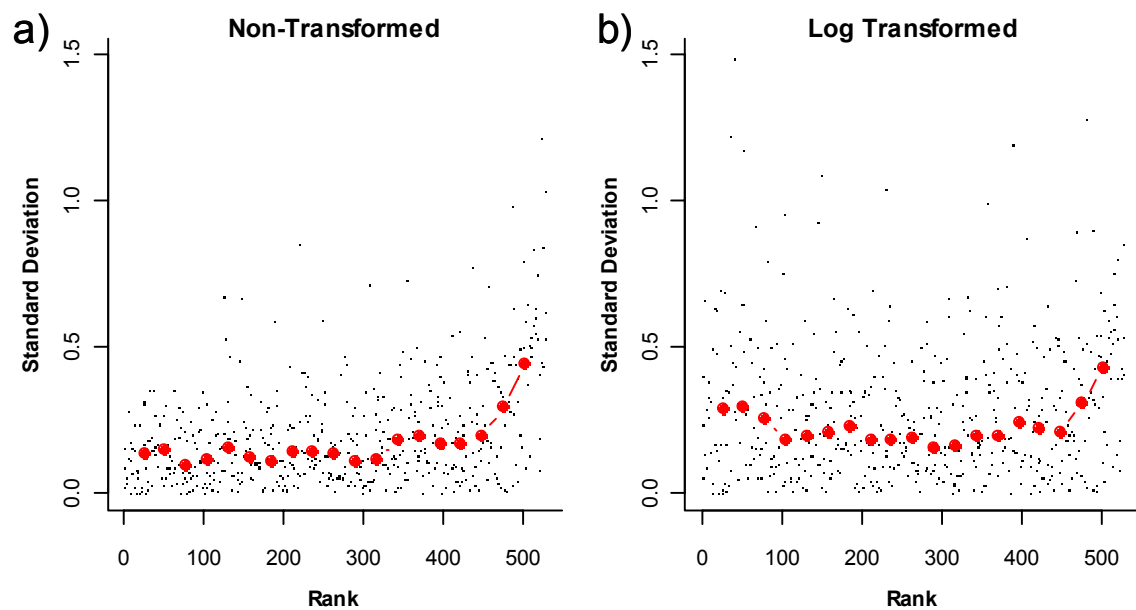 a)
Non-Transformed
Standard Deviation
1.5
1.0
0.5
0.0
0 100 200 300 400 500
Rank
b)
Log Transformed
Standard Deviation
1.5
1.0
0.5
0.0
0 100 200 300 400 500
Rank